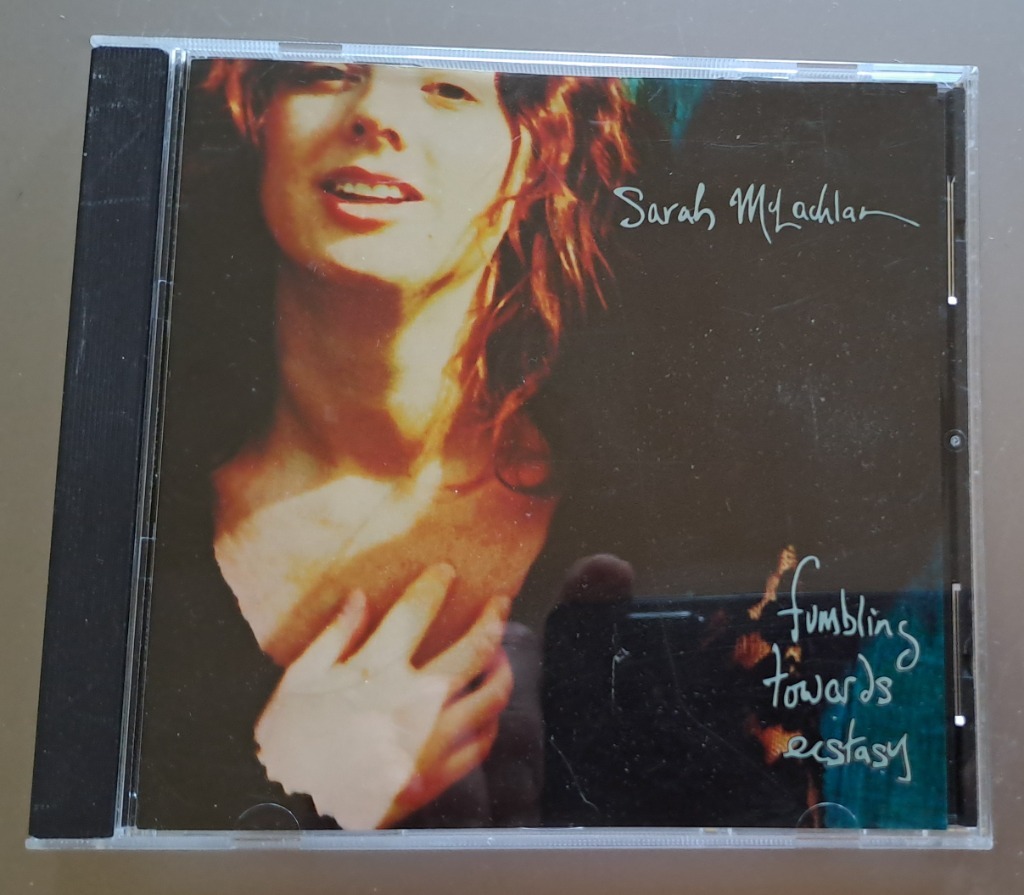 Sarah McLachlan
fumbling
towards
ecstasy